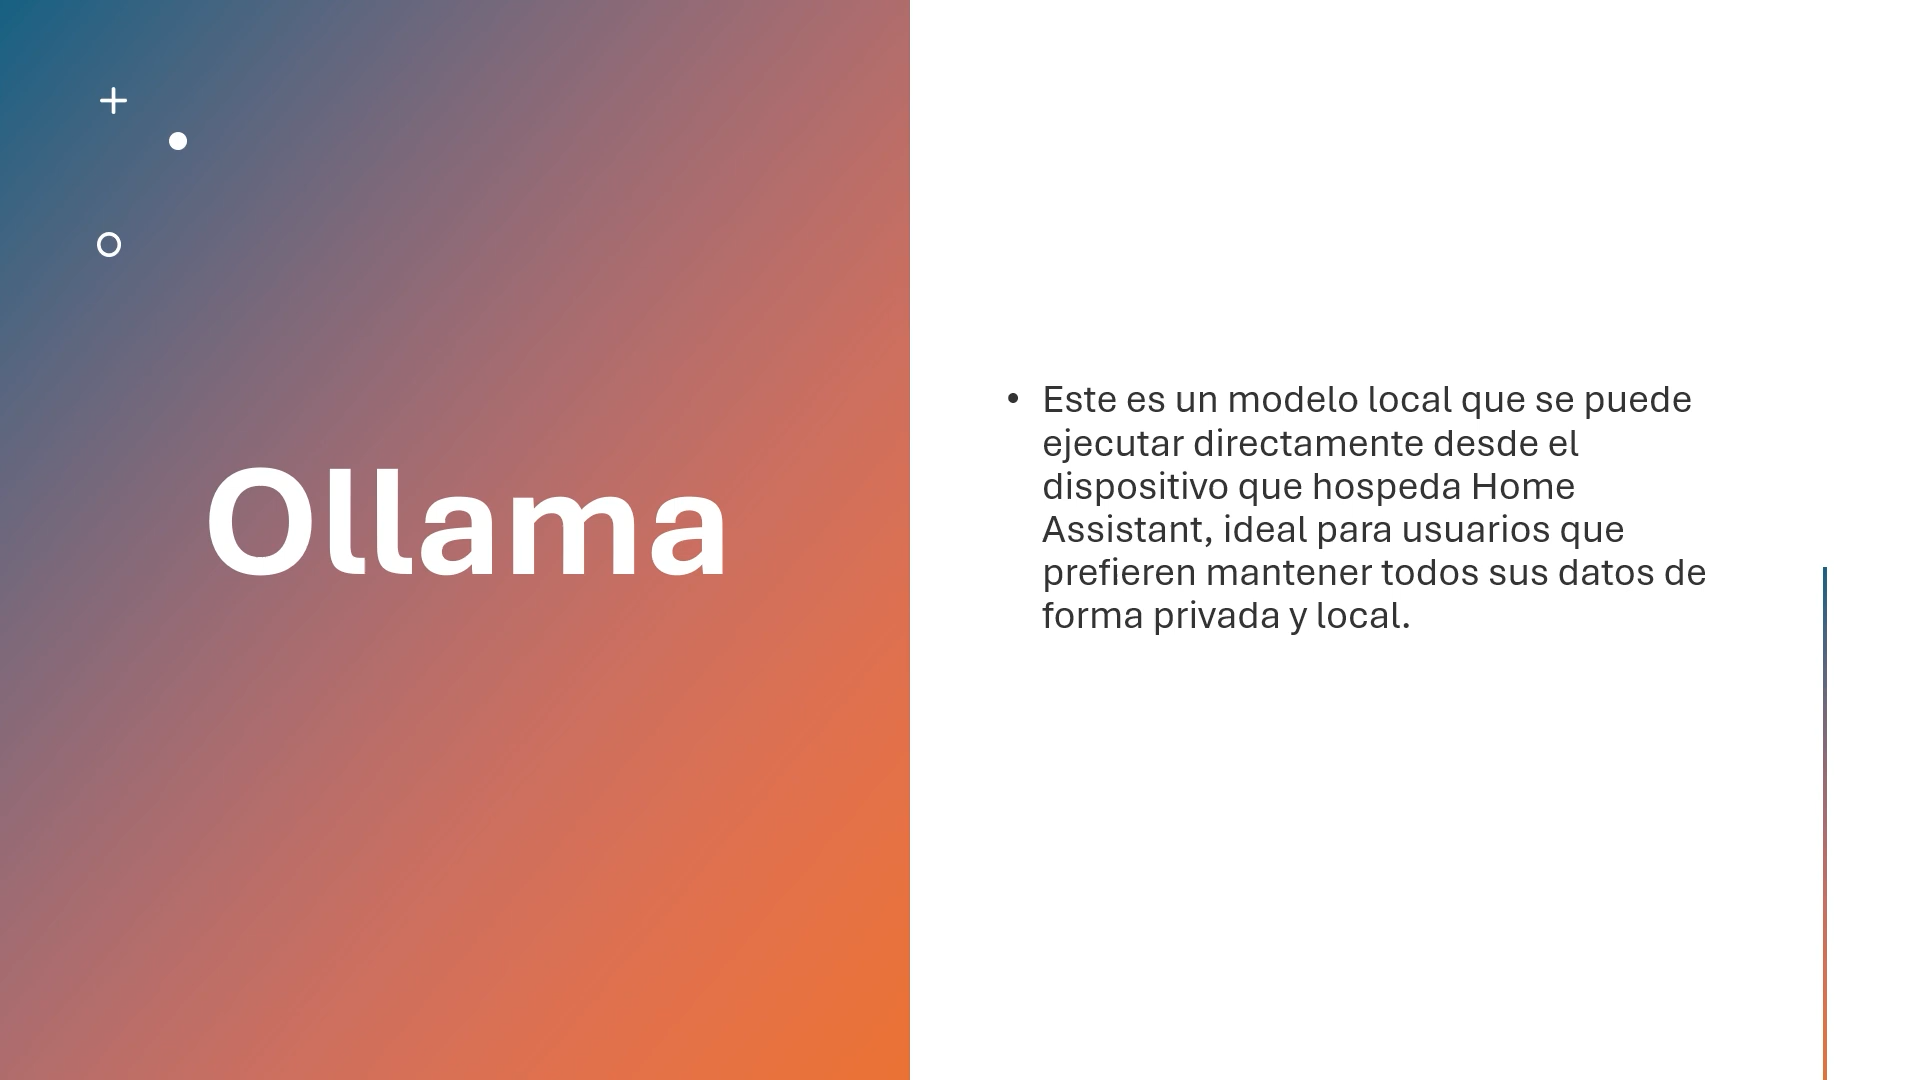 Ollama
• Este es un modelo local que se puede
ejecutar directamente desde el
dispositivo que hospeda Home
Assistant, ideal para usuarios que
prefieren mantener todos sus datos de
forma privada y local.